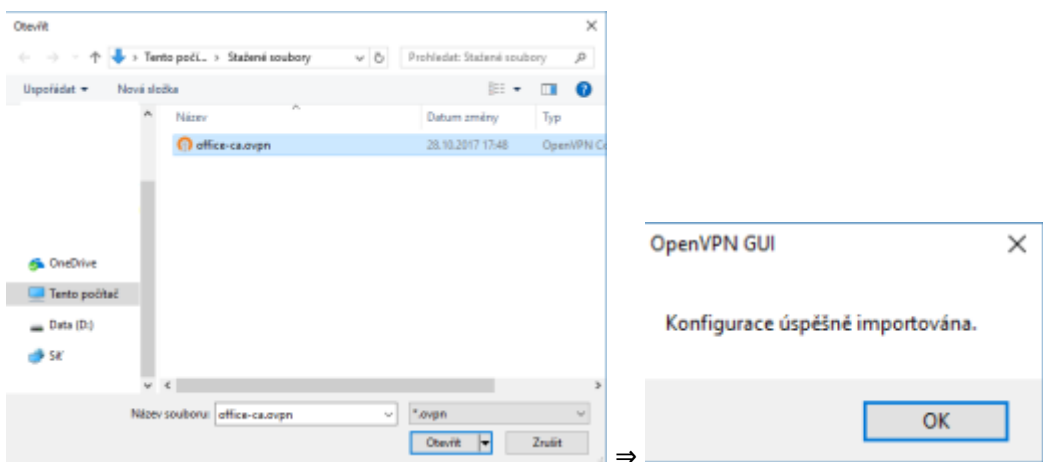 Otevřít
Tento počí... › Stažené soubory
Prohledat: Stažené soubory
Uspořádat
Nová složka
Název
Datum změny
Typ
office-ca.ovpn
28.10.2017 17:48
OpenVPN Co
OneDrive
Tento počítač
Data (D:)
Síť
Název souboru:
office-ca.ovpn
*.ovpn
Otevřít
Zrušit
⇒
OpenVPN GUI
Konfigurace úspěšně importována.
OK